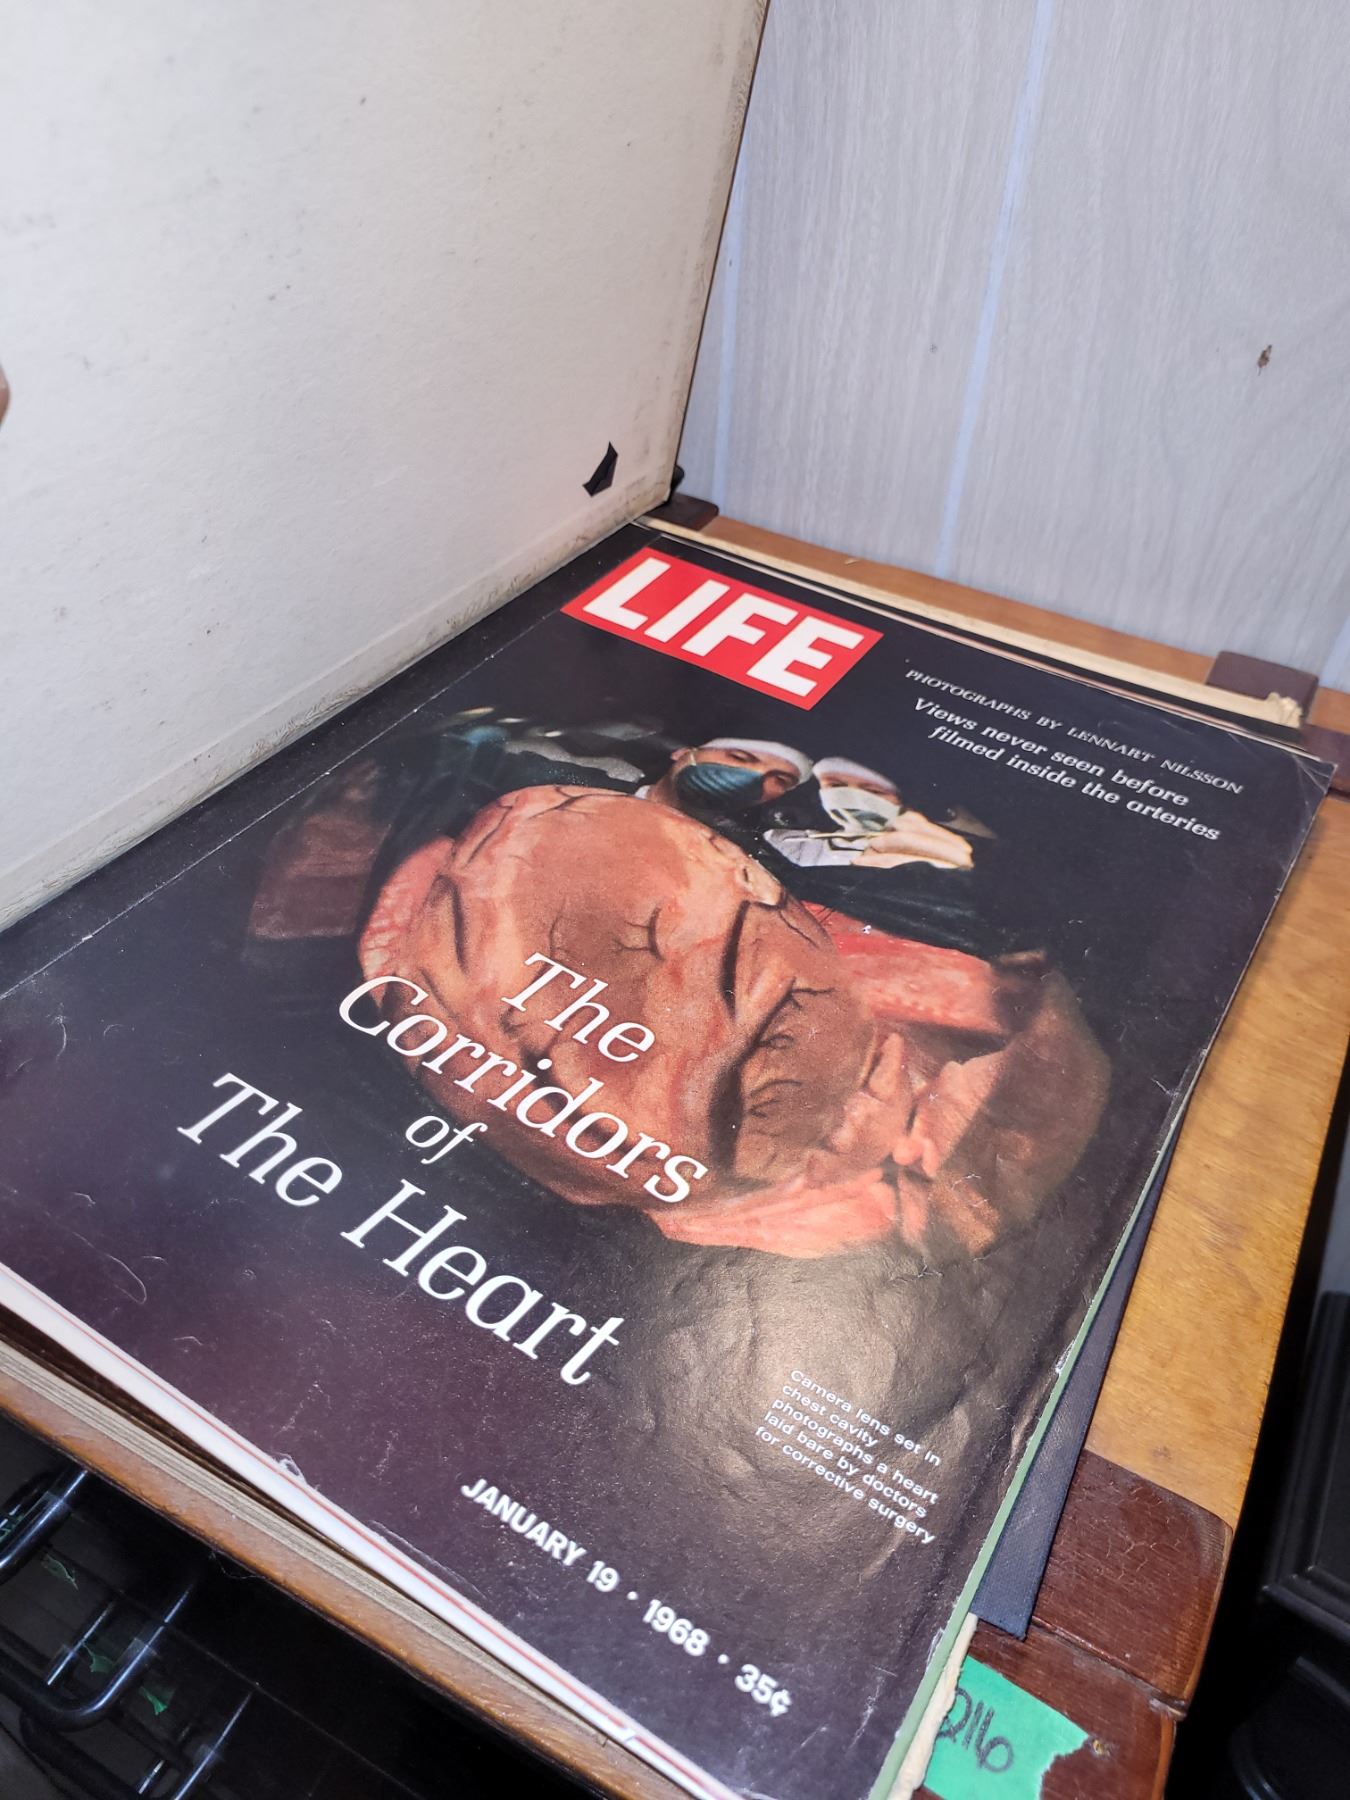 LIFE
PHOTOGRAPHS BY LENNART NILSSON
Views never seen before
filmed inside the arteries
The
Corridors
of
The Heart
Camera lens set in
chest cavity
photographs a heart
laid bare by doctors
for corrective surgery
JANUARY 19 · 1968 · 35¢
216